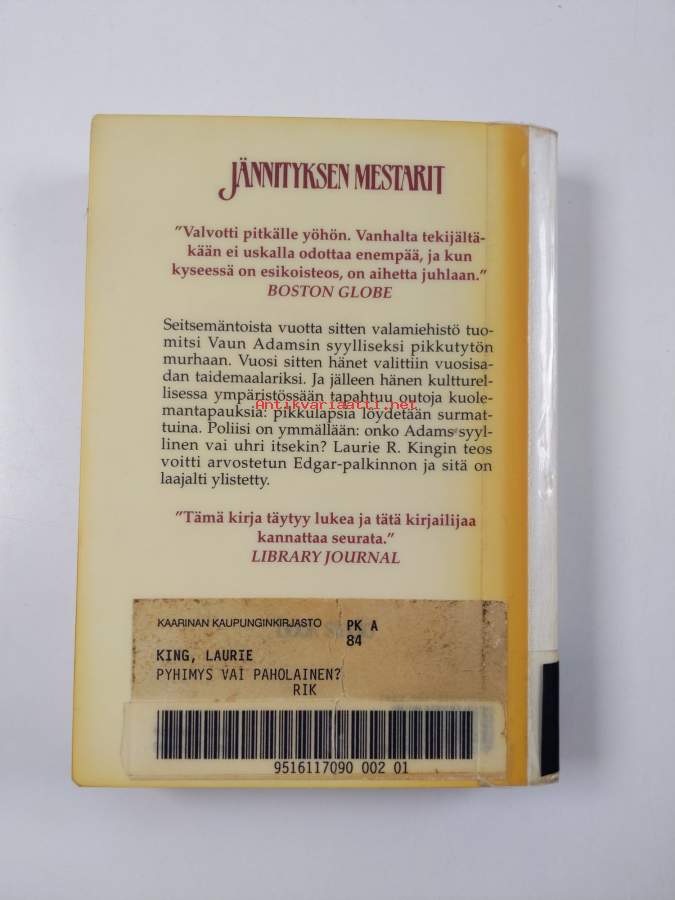 JÄNNITYKSEN MESTARIT
"Valvotti pitkälle yöhön. Vanhalta tekijältä-
kään ei uskalla odottaa enempää, ja kun
kyseessä on esikoisteos, on aihetta juhlaan."
BOSTON GLOBE
Seitsemäntoista vuotta sitten valamiehistö tuo-
mitsi Vaun Adamsin syylliseksi pikkutytön
murhaan. Vuosi sitten hänet valittiin vuosisa-
dan taidemaalariksi. Ja jälleen hänen kultturel-
lisessa ympäristössään tapahtuu outoja kuole-
Antikvariaatti.net
mantapauksia: pikkulapsia löydetään surmat-
tuina. Poliisi on ymmällään: onko Adams syyl-
linen vai uhri itsekin? Laurie R. Kingin teos
voitti arvostetun Edgar-palkinnon ja sitä on
laajalti ylistetty.
"Tämä kirja täytyy lukea ja tätä kirjailijaa
kannattaa seurata."
LIBRARY JOURNAL
KAARINAN KAUPUNGINKIRJASTO PK A
84
KING, LAURIE
PYHIMYS VAI PAHOLAINEN?
RIK
9516117090 002 01